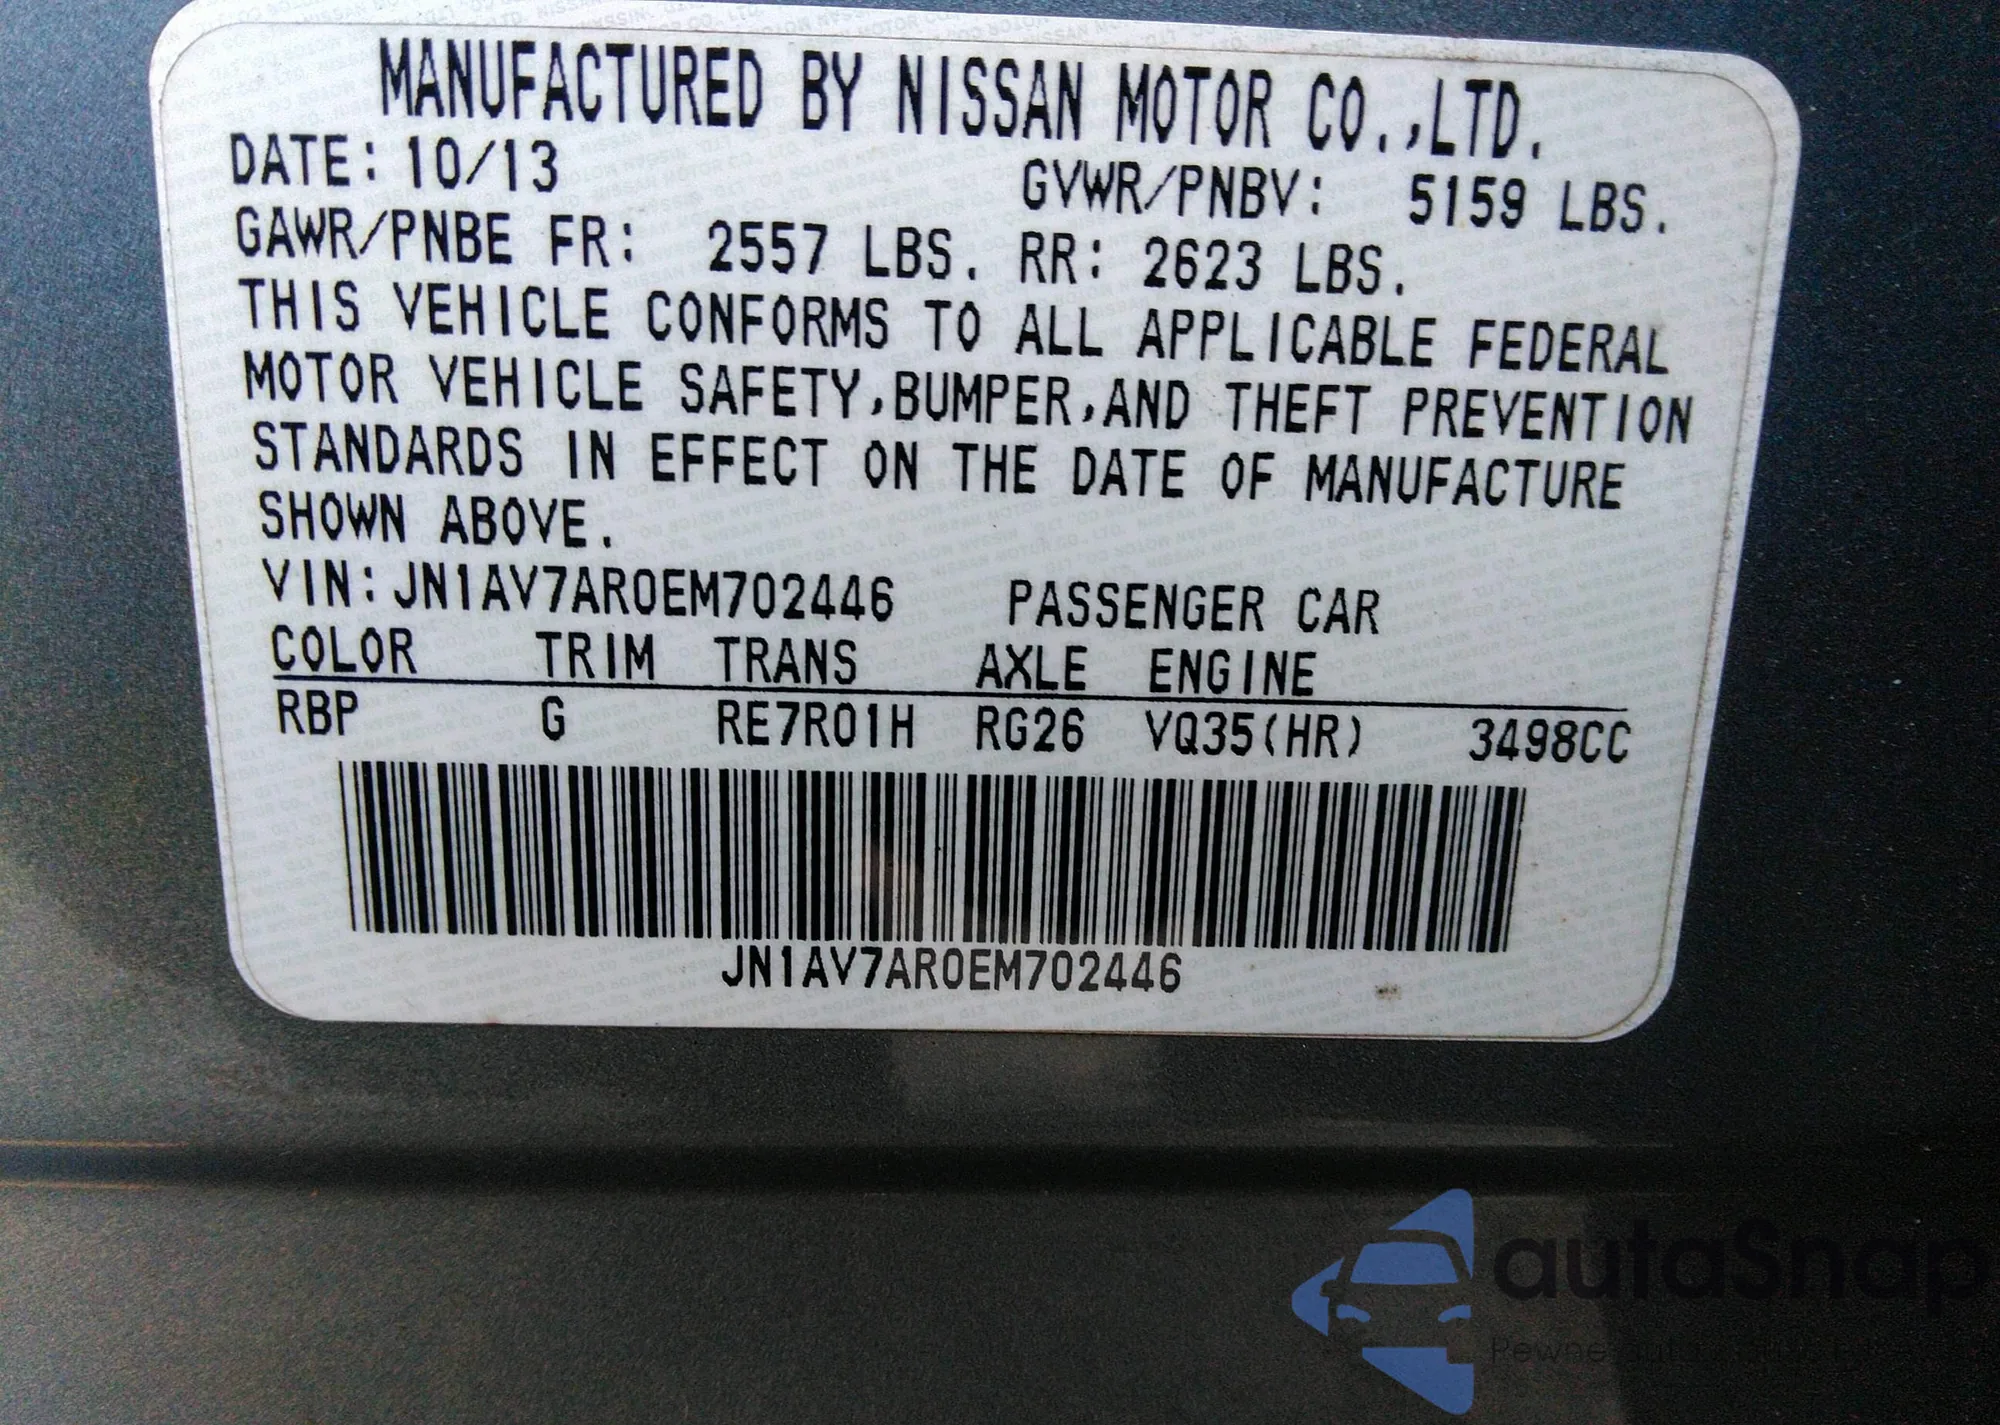 MANUFACTURED BY NISSAN MOTOR CO.,LTD.
DATE: 10/13 GVWR/PNBV: 5159 LBS.
GAWR/PNBE FR: 2557 LBS. RR: 2623 LBS.
THIS VEHICLE CONFORMS TO ALL APPLICABLE FEDERAL
MOTOR VEHICLE SAFETY,BUMPER,AND THEFT PREVENTION
STANDARDS IN EFFECT ON THE DATE OF MANUFACTURE
SHOWN ABOVE.
VIN:JN1AV7AR0EM702446 PASSENGER CAR
COLOR TRIM TRANS AXLE ENGINE
RBP G RE7R01H RG26 VQ35(HR) 3498CC
JN1AV7AR0EM702446
autoSnap